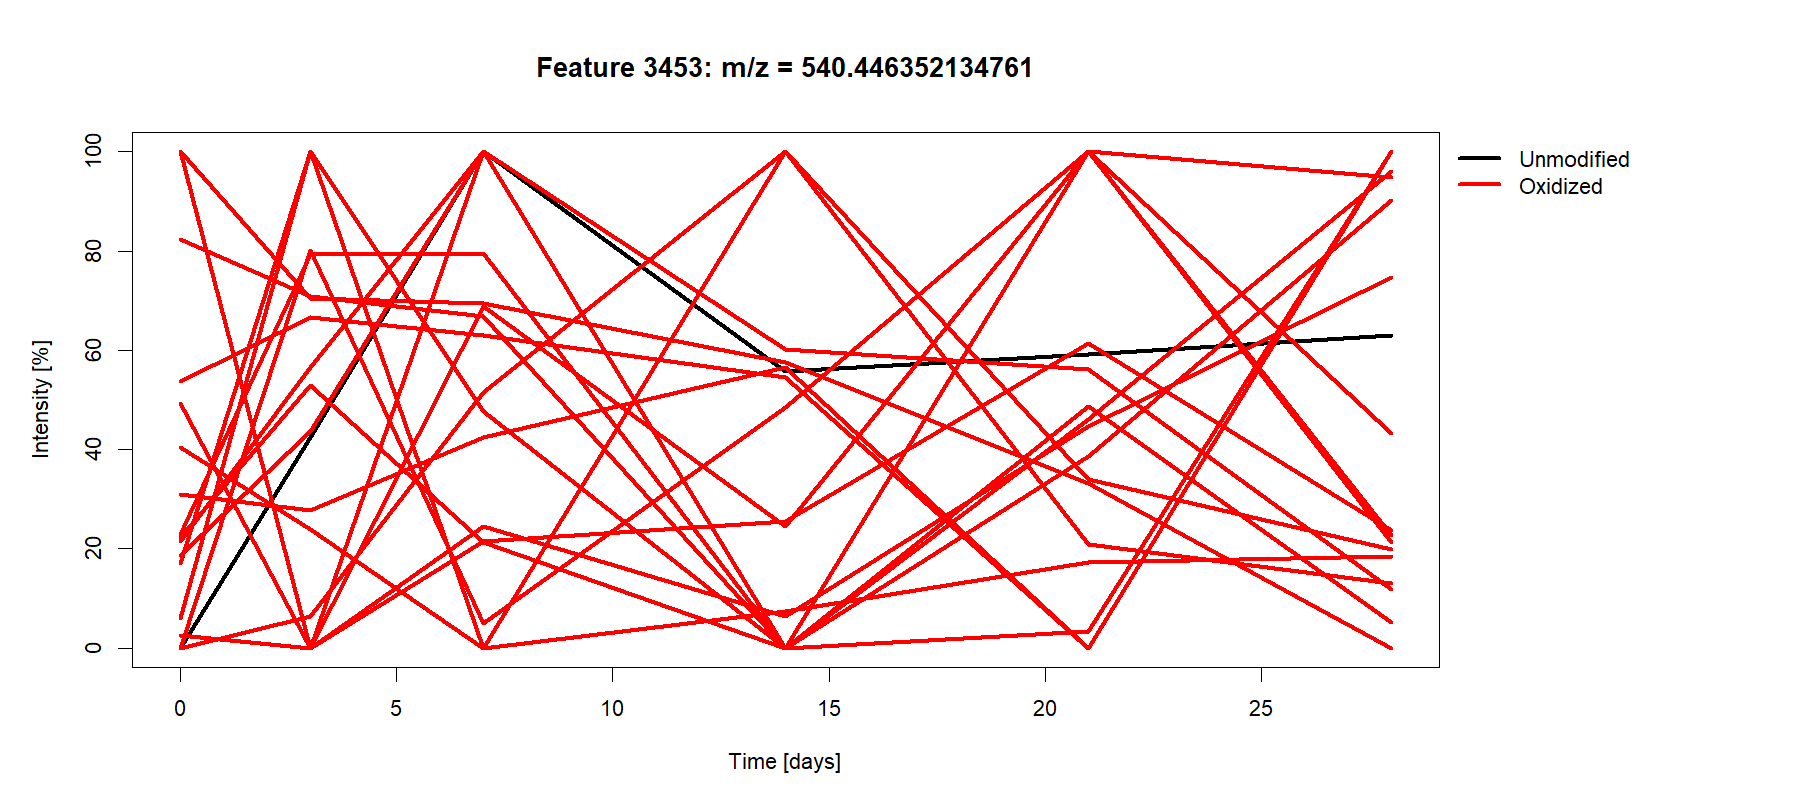 Feature 3453: m/z = 540.446352134761
Unmodified
Oxidized
Intensity [%]
100
80
60
40
20
0
0 5 10 15 20 25
Time [days]